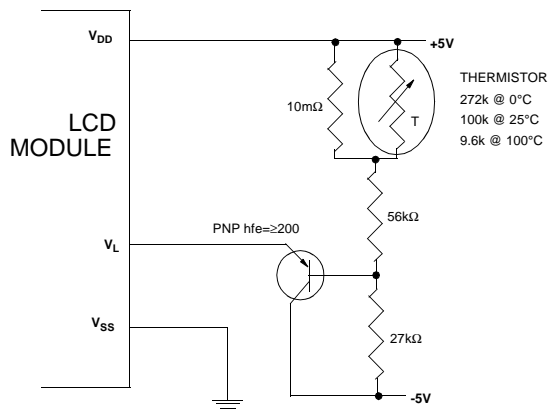 V_DD
+5V
THERMISTOR
272k @ 0°C
100k @ 25°C
9.6k @ 100°C
10mΩ
T
LCD
MODULE
56kΩ
PNP hfe=≥200
V_L
V_SS
27kΩ
-5V